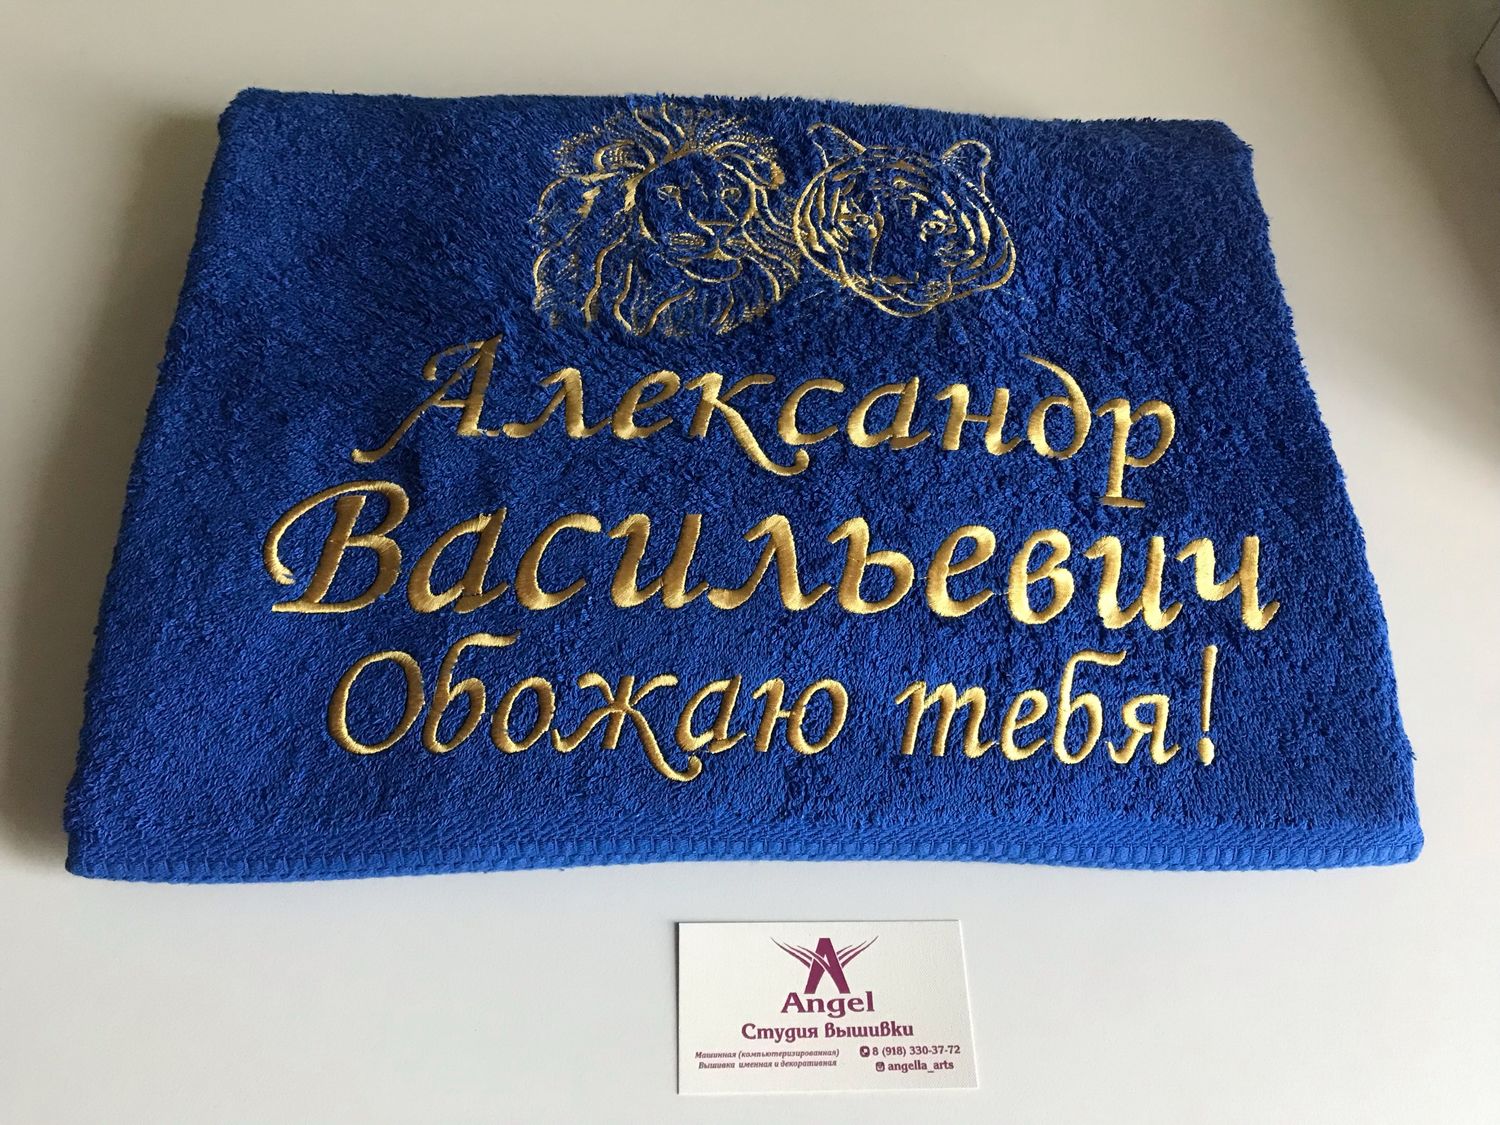 Александр
Васильевич
Обожаю тебя!
A
Angel
Студия вышивки
Машинная (компьютеризированная)
Вышивка именная и декоративная
8 (918) 330-37-72
angella_arts